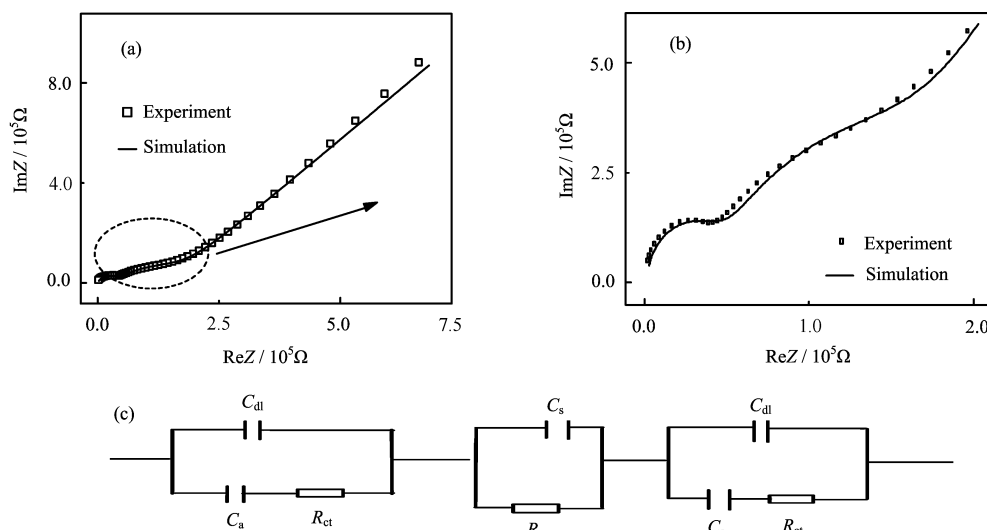 (a)
8.0
4.0
0.0
ImZ / 10⁵Ω
Experiment
Simulation
0.0 2.5 5.0 7.5
ReZ / 10⁵Ω
(b)
5.0
2.5
0.0
ImZ / 10⁵Ω
Experiment
Simulation
0.0 1.0 2.0
ReZ / 10⁵Ω
(c)
C_dl C_s C_dl
C_a R_ct